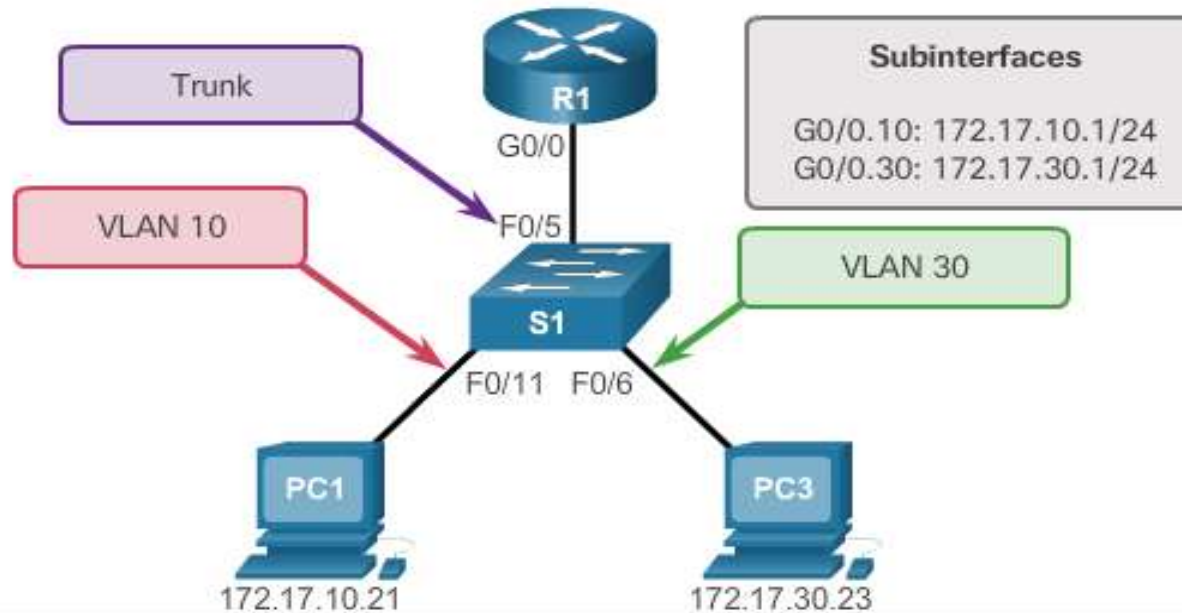 Trunk
R1
Subinterfaces
G0/0.10: 172.17.10.1/24
G0/0.30: 172.17.30.1/24
G0/0
VLAN 10
F0/5
VLAN 30
S1
F0/11
F0/6
PC1
PC3
172.17.10.21
172.17.30.23